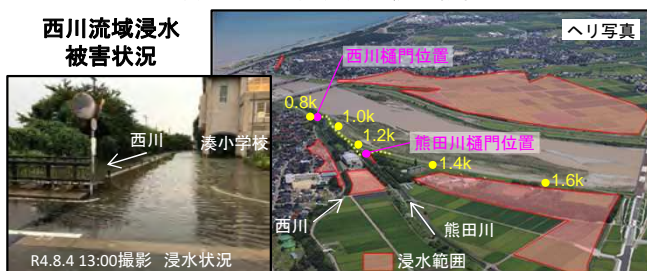 西川流域浸水
被害状況
西川
湊小学校
R4.8.4 13:00撮影 浸水状況
ヘリ写真
西川樋門位置
0.8k
1.0k
1.2k
熊田川樋門位置
1.4k
1.6k
西川
熊田川
浸水範囲